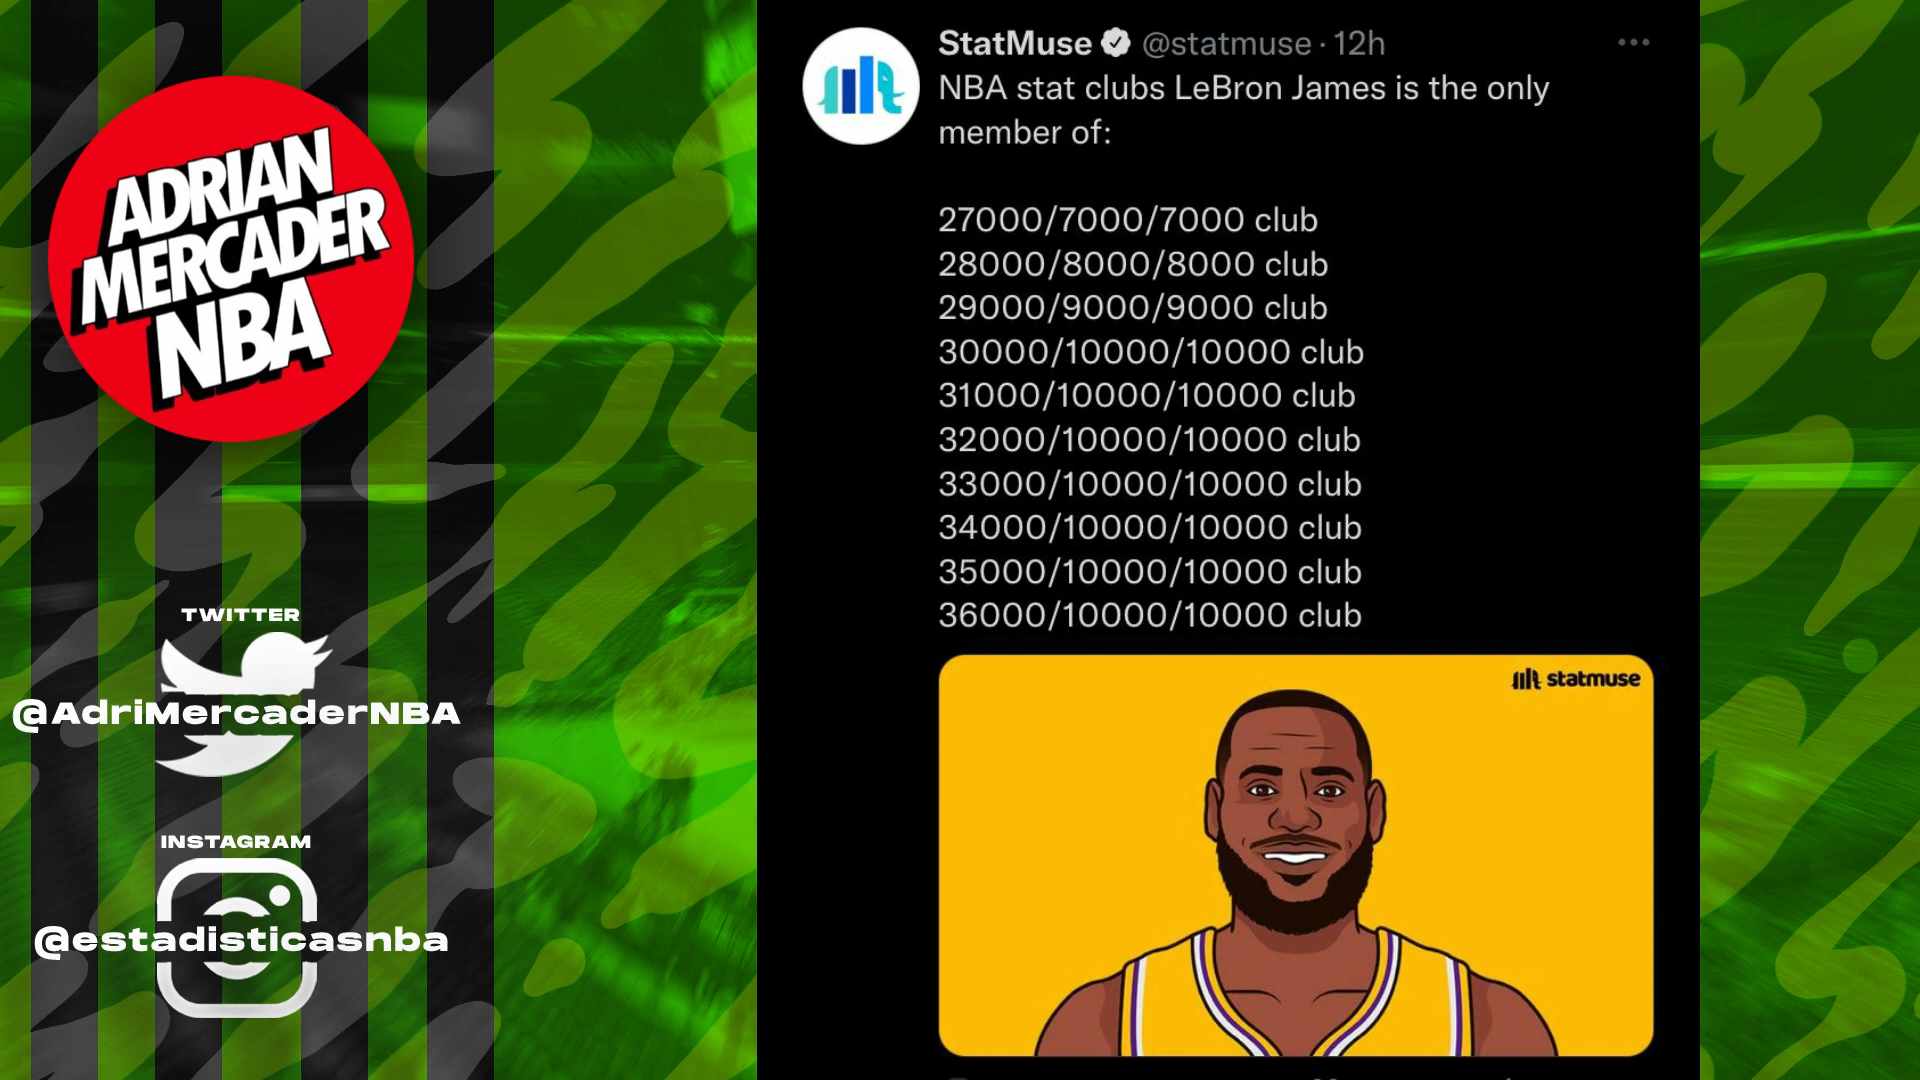 ADRIAN
MERCADER
NBA
TWITTER
@AdriMercaderNBA
INSTAGRAM
@estadisticasnba
StatMuse @statmuse · 12h
NBA stat clubs LeBron James is the only
member of:
27000/7000/7000 club
28000/8000/8000 club
29000/9000/9000 club
30000/10000/10000 club
31000/10000/10000 club
32000/10000/10000 club
33000/10000/10000 club
34000/10000/10000 club
35000/10000/10000 club
36000/10000/10000 club
statmuse